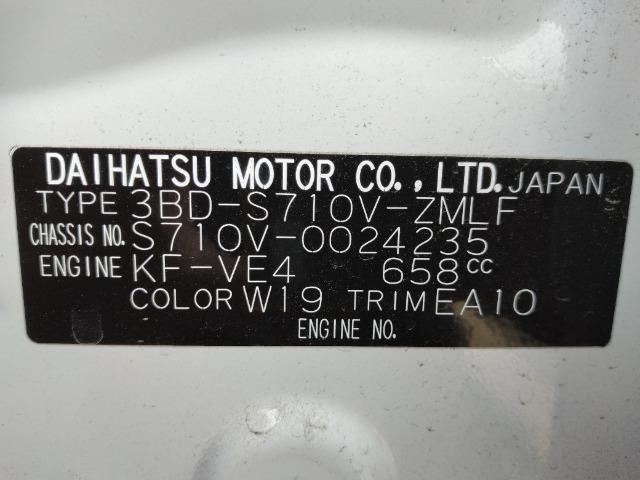 DAIHATSU MOTOR CO., LTD. JAPAN
TYPE 3BD-S710V-ZMLF
CHASSIS NO. S710V-0024235
ENGINE KF-VE4 658cc
COLOR W19 TRIM EA10
ENGINE NO.